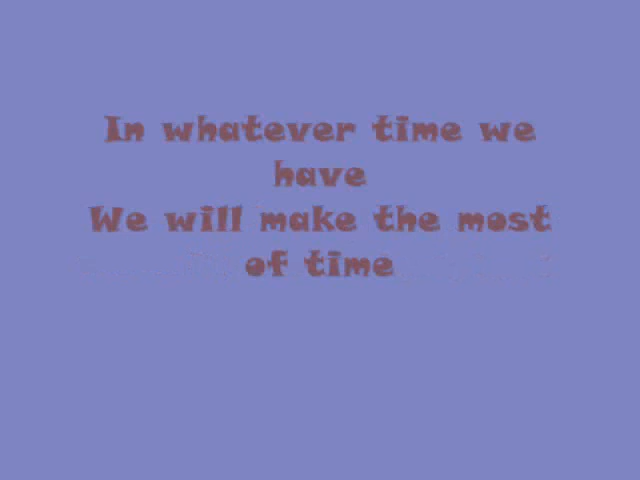 In whatever time we
have
We will make the most
of time